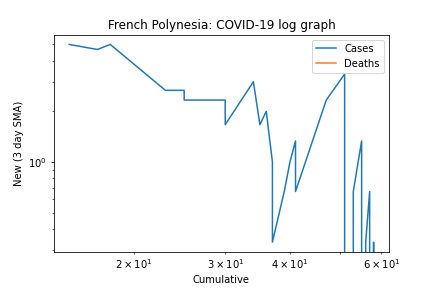 French Polynesia: COVID-19 log graph
Cases
Deaths
New (3 day SMA)
10⁰
2 × 10¹
3 × 10¹
4 × 10¹
6 × 10¹
Cumulative